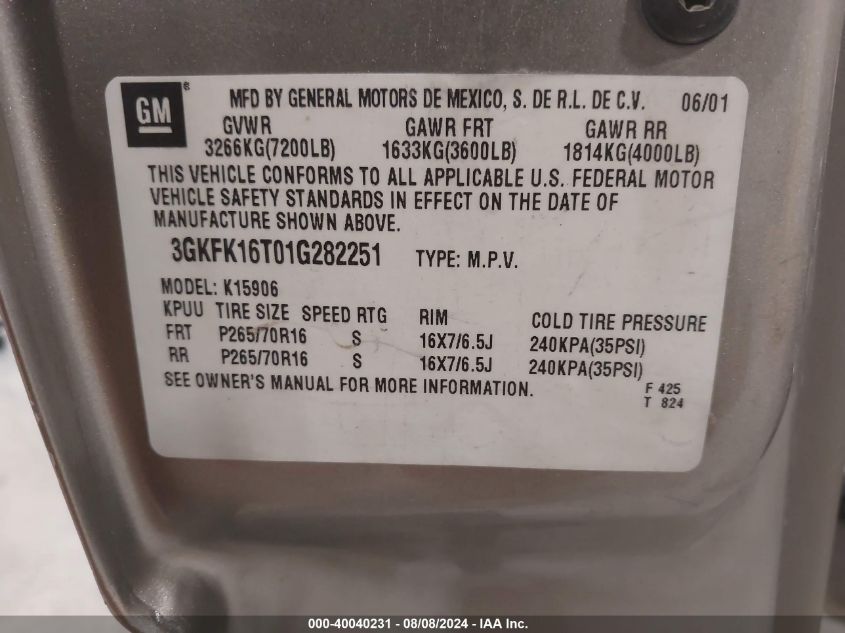 GM ® MFD BY GENERAL MOTORS DE MEXICO, S. DE R.L. DE C.V. 06/01
GVWR GAWR FRT GAWR RR
3266KG(7200LB) 1633KG(3600LB) 1814KG(4000LB)
THIS VEHICLE CONFORMS TO ALL APPLICABLE U.S. FEDERAL MOTOR
VEHICLE SAFETY STANDARDS IN EFFECT ON THE DATE OF
MANUFACTURE SHOWN ABOVE.
3GKFK16T01G282251 TYPE: M.P.V.
MODEL: K15906
KPUU TIRE SIZE SPEED RTG RIM COLD TIRE PRESSURE
FRT P265/70R16 S 16X7/6.5J 240KPA(35PSI)
RR P265/70R16 S 16X7/6.5J 240KPA(35PSI)
SEE OWNER'S MANUAL FOR MORE INFORMATION. F 425
T 824
000-40040231 - 08/08/2024 - IAA Inc.